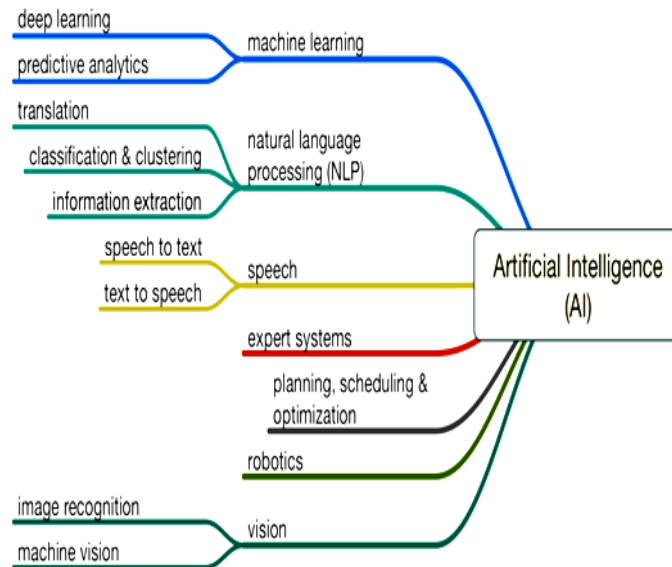 deep learning
machine learning
predictive analytics
translation
natural language
processing (NLP)
classification & clustering
information extraction
speech to text
speech
text to speech
Artificial Intelligence
(AI)
expert systems
planning, scheduling &
optimization
robotics
image recognition
vision
machine vision